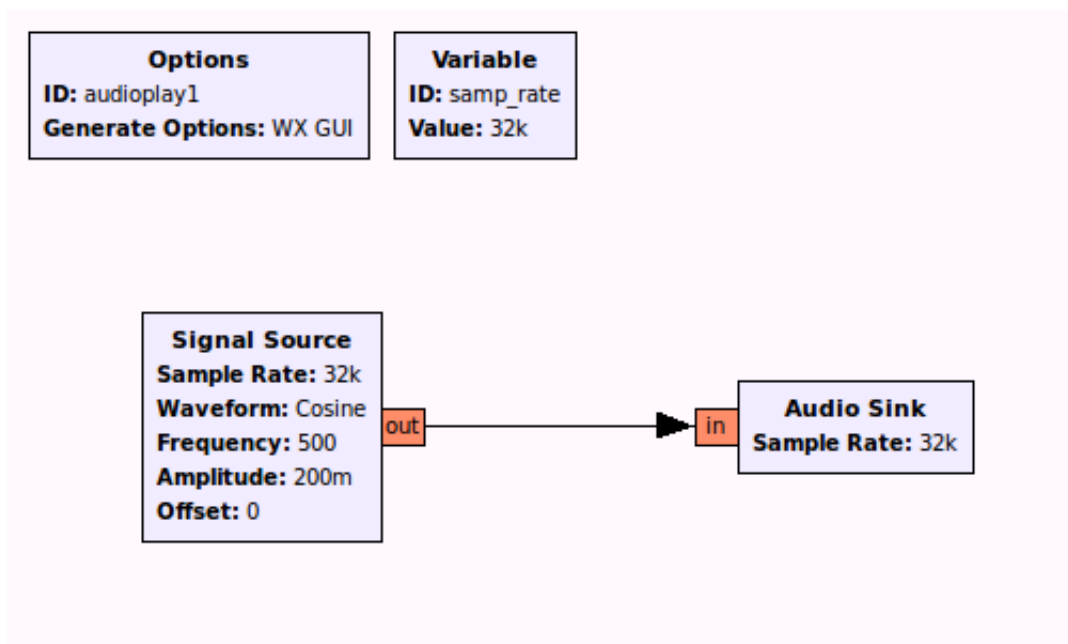 Options
ID: audioplay1
Generate Options: WX GUI
Variable
ID: samp_rate
Value: 32k
Signal Source
Sample Rate: 32k
Waveform: Cosine
Frequency: 500
Amplitude: 200m
Offset: 0
out
in
Audio Sink
Sample Rate: 32k